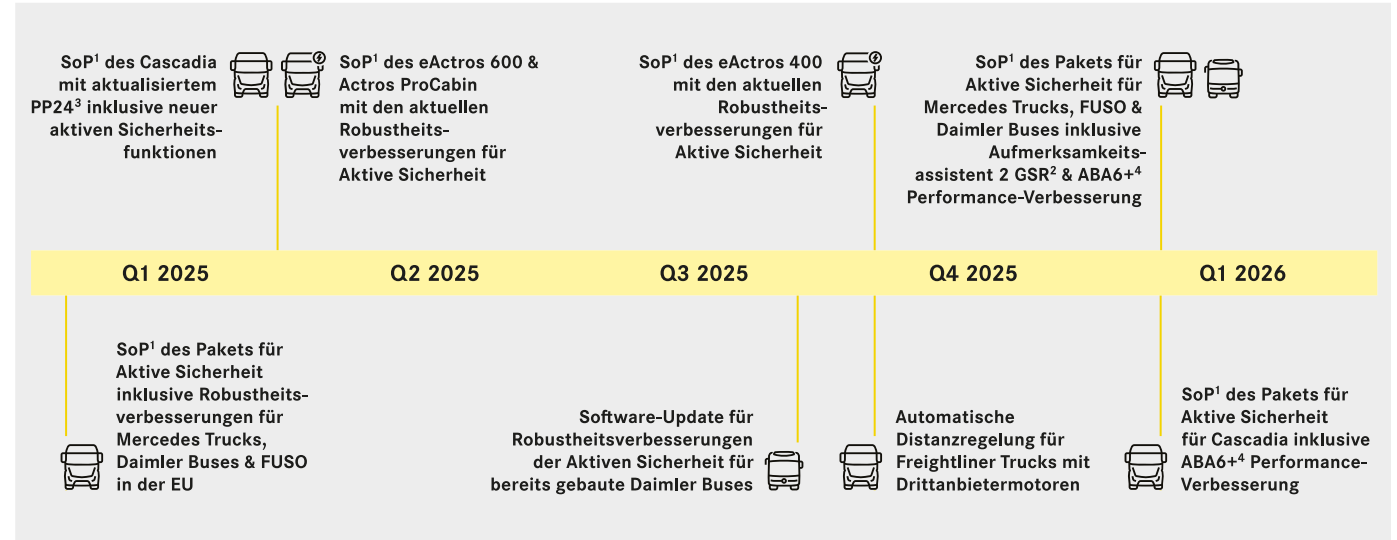 SoP¹ des Cascadia
mit aktualisiertem
PP24³ inklusive neuer
aktiven Sicherheits-
funktionen
SoP¹ des eActros 600 &
Actros ProCabin
mit den aktuellen
Robustheits-
verbesserungen für
Aktive Sicherheit
SoP¹ des eActros 400
mit den aktuellen
Robustheits-
verbesserungen für
Aktive Sicherheit
SoP¹ des Pakets für
Aktive Sicherheit für
Mercedes Trucks, FUSO &
Daimler Buses inklusive
Aufmerksamkeits-
assistent 2 GSR² & ABA6+⁴
Performance-Verbesserung
Q1 2025
Q2 2025
Q3 2025
Q4 2025
Q1 2026
SoP¹ des Pakets für
Aktive Sicherheit
inklusive Robustheits-
verbesserungen für
Mercedes Trucks,
Daimler Buses & FUSO
in der EU
Software-Update für
Robustheitsverbesserungen
der Aktiven Sicherheit für
bereits gebaute Daimler Buses
Automatische
Distanzregelung für
Freightliner Trucks mit
Drittanbietermotoren
SoP¹ des Pakets für
Aktive Sicherheit
für Cascadia inklusive
ABA6+⁴ Performance-
Verbesserung